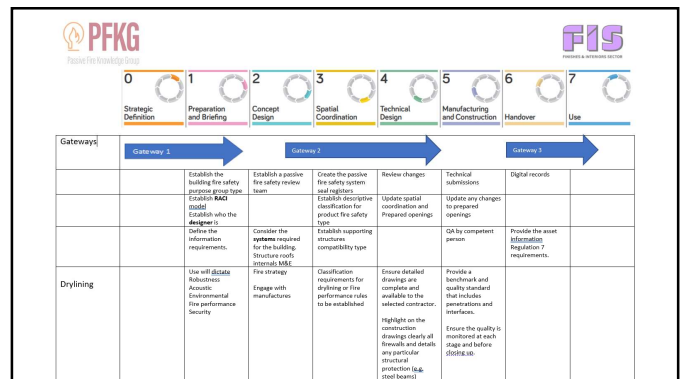 PFKG
Passive Fire Knowledge Group
FIS
FINISHES & INTERIORS SECTOR
0
Strategic
Definition
1
Preparation
and Briefing
2
Concept
Design
3
Spatial
Coordination
4
Technical
Design
5
Manufacturing
and Construction
6
Handover
7
Use
Gateways
Gateway 1
Gateway 2
Gateway 3
Establish the
building fire safety
purpose group type
Establish a passive
fire safety review
team
Create the passive
fire safety system
seal registers
Review changes
Technical
submissions
Digital records
Establish RACI
model
Establish who the
designer is
Establish descriptive
classification for
product fire safety
type
Update spatial
coordination and
Prepared openings
Update any changes
to prepared
openings
Define the
Information
requirements.
Consider the
systems required
for the building.
Structure roofs
internals M&E
Establish supporting
structures
compatibility type
QA by competent
person
Provide the asset
Information
Regulation 7
requirements.
Drylining
Use will dictate
Robustness
Acoustic
Environmental
Fire performance
Security
Fire strategy
Engage with
manufactures
Classification
requirements for
drylining or Fire
performance rules
to be established
Ensure detailed
drawings are
complete and
available to the
selected contractor.
Highlight on the
construction
drawings clearly all
firewalls and details
any particular
structural
protection (e.g.
steel beams)
Provide a
benchmark and
quality standard
that includes
penetrations and
interfaces.
Ensure the quality is
monitored at each
stage and before
closing up.